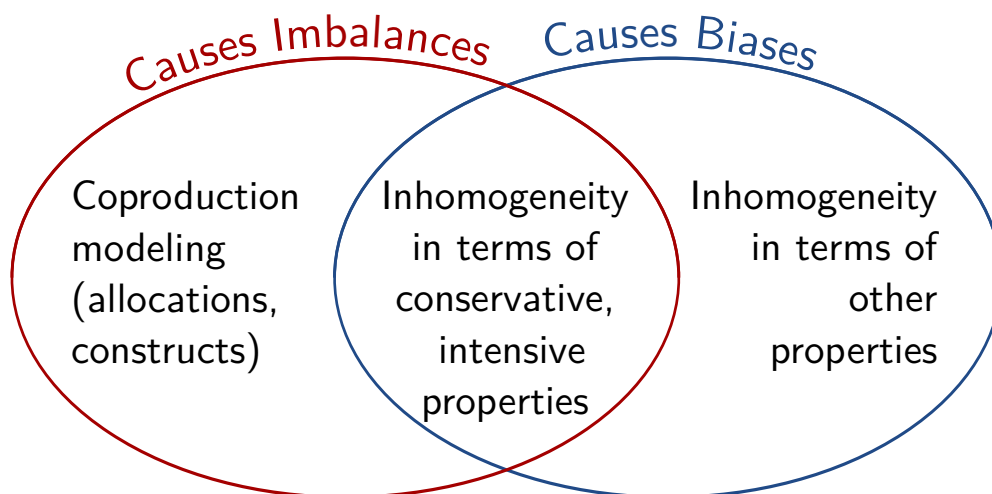 Causes Imbalances
Causes Biases
Coproduction
modeling
(allocations,
constructs)
Inhomogeneity
in terms of
conservative,
intensive
properties
Inhomogeneity
in terms of
other
properties